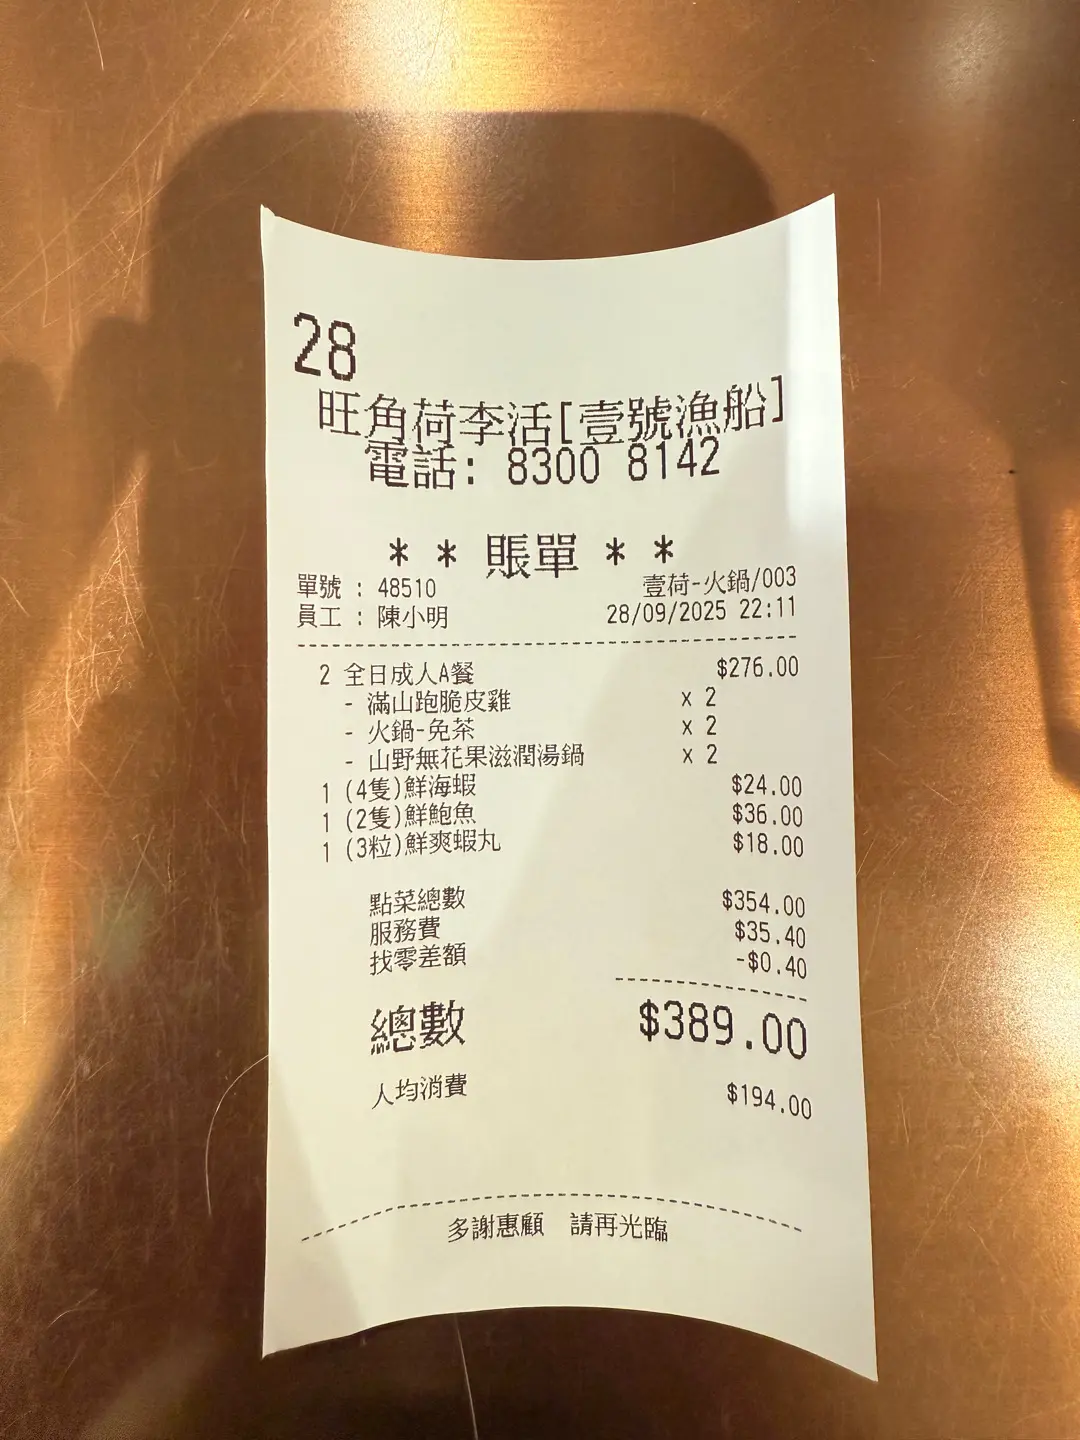 28
旺角荷李活[壹號漁船]
電話: 8300 8142
* * 賬單 * *
單號 : 48510 壹荷-火鍋/003
員工 : 陳小明 28/09/2025 22:11
2 全日成人A餐 $276.00
- 滿山跑脆皮雞 x 2
- 火鍋-免茶 x 2
- 山野無花果滋潤湯鍋 x 2
1 (4隻)鮮海蝦 $24.00
1 (2隻)鮮鮑魚 $36.00
1 (3粒)鮮爽蝦丸 $18.00
點菜總數 $354.00
服務費 $35.40
找零差額 -$0.40
總數 $389.00
人均消費 $194.00
多謝惠顧 請再光臨